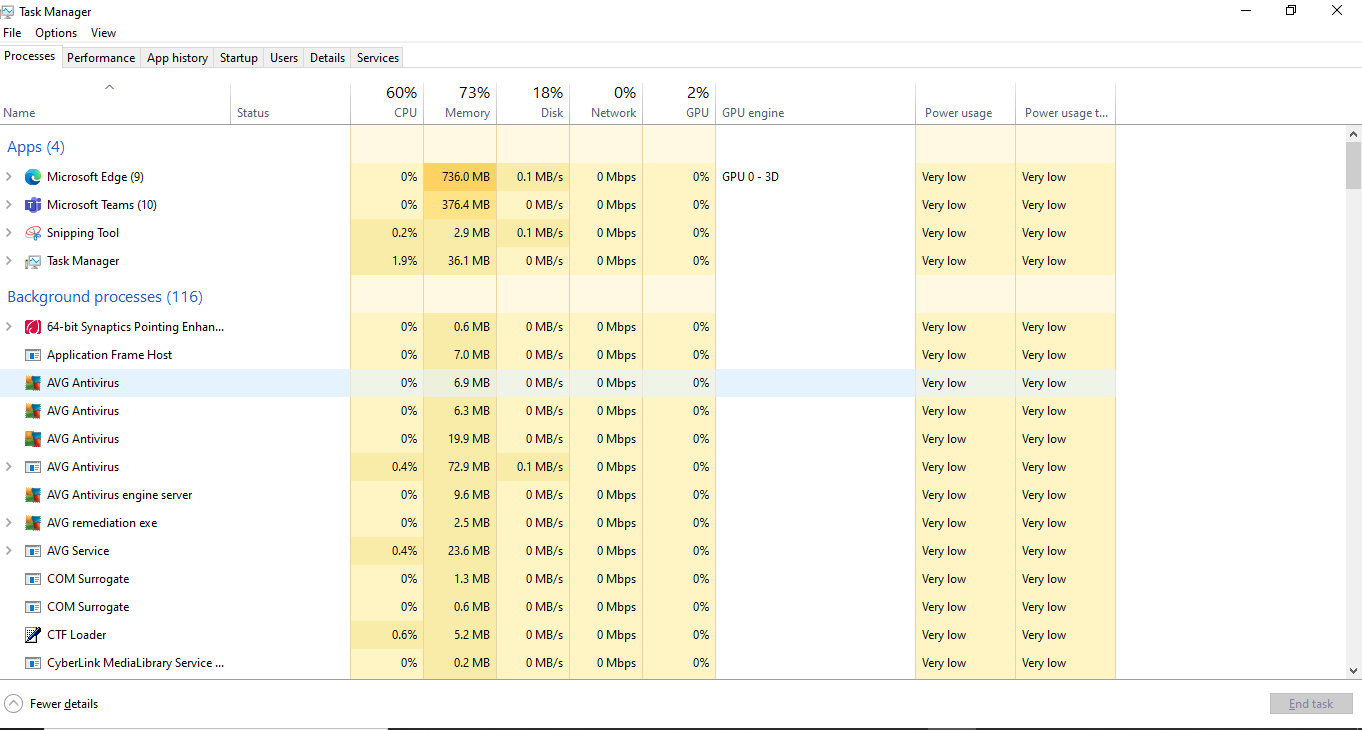 Task Manager
File Options View
Processes Performance App history Startup Users Details Services
60% 73% 18% 0% 2%
Name Status CPU Memory Disk Network GPU GPU engine Power usage Power usage t...
Apps (4)
Microsoft Edge (9) 0% 736.0 MB 0.1 MB/s 0 Mbps 0% GPU 0 - 3D Very low Very low
Microsoft Teams (10) 0% 376.4 MB 0 MB/s 0 Mbps 0% Very low Very low
Snipping Tool 0.2% 2.9 MB 0.1 MB/s 0 Mbps 0% Very low Very low
Task Manager 1.9% 36.1 MB 0 MB/s 0 Mbps 0% Very low Very low
Background processes (116)
64-bit Synaptics Pointing Enhan... 0% 0.6 MB 0 MB/s 0 Mbps 0% Very low Very low
Application Frame Host 0% 7.0 MB 0 MB/s 0 Mbps 0% Very low Very low
AVG Antivirus 0% 6.9 MB 0 MB/s 0 Mbps 0% Very low Very low
AVG Antivirus 0% 6.3 MB 0 MB/s 0 Mbps 0% Very low Very low
AVG Antivirus 0% 19.9 MB 0 MB/s 0 Mbps 0% Very low Very low
AVG Antivirus 0.4% 72.9 MB 0.1 MB/s 0 Mbps 0% Very low Very low
AVG Antivirus engine server 0% 9.6 MB 0 MB/s 0 Mbps 0% Very low Very low
AVG remediation exe 0% 2.5 MB 0 MB/s 0 Mbps 0% Very low Very low
AVG Service 0.4% 23.6 MB 0 MB/s 0 Mbps 0% Very low Very low
COM Surrogate 0% 1.3 MB 0 MB/s 0 Mbps 0% Very low Very low
COM Surrogate 0% 0.6 MB 0 MB/s 0 Mbps 0% Very low Very low
CTF Loader 0.6% 5.2 MB 0 MB/s 0 Mbps 0% Very low Very low
CyberLink MediaLibrary Service ... 0% 0.2 MB 0 MB/s 0 Mbps 0% Very low Very low
Fewer details End task